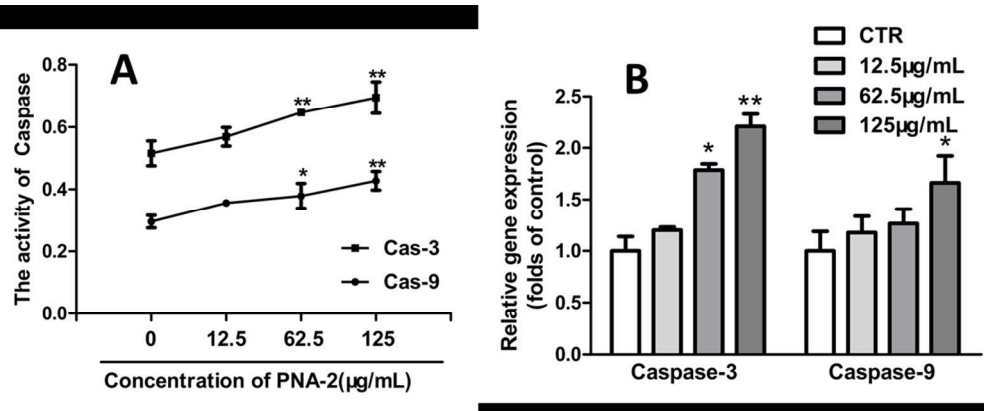 A
The activity of Caspase
0.8
0.6
0.4
0.2
0.0
**
**
*
**
Cas-3
Cas-9
0 12.5 62.5 125
Concentration of PNA-2(μg/mL)
B
CTR
12.5μg/mL
62.5μg/mL
125μg/mL
Relative gene expression
(folds of control)
2.5
2.0
1.5
1.0
0.5
0.0
*
**
*
Caspase-3 Caspase-9